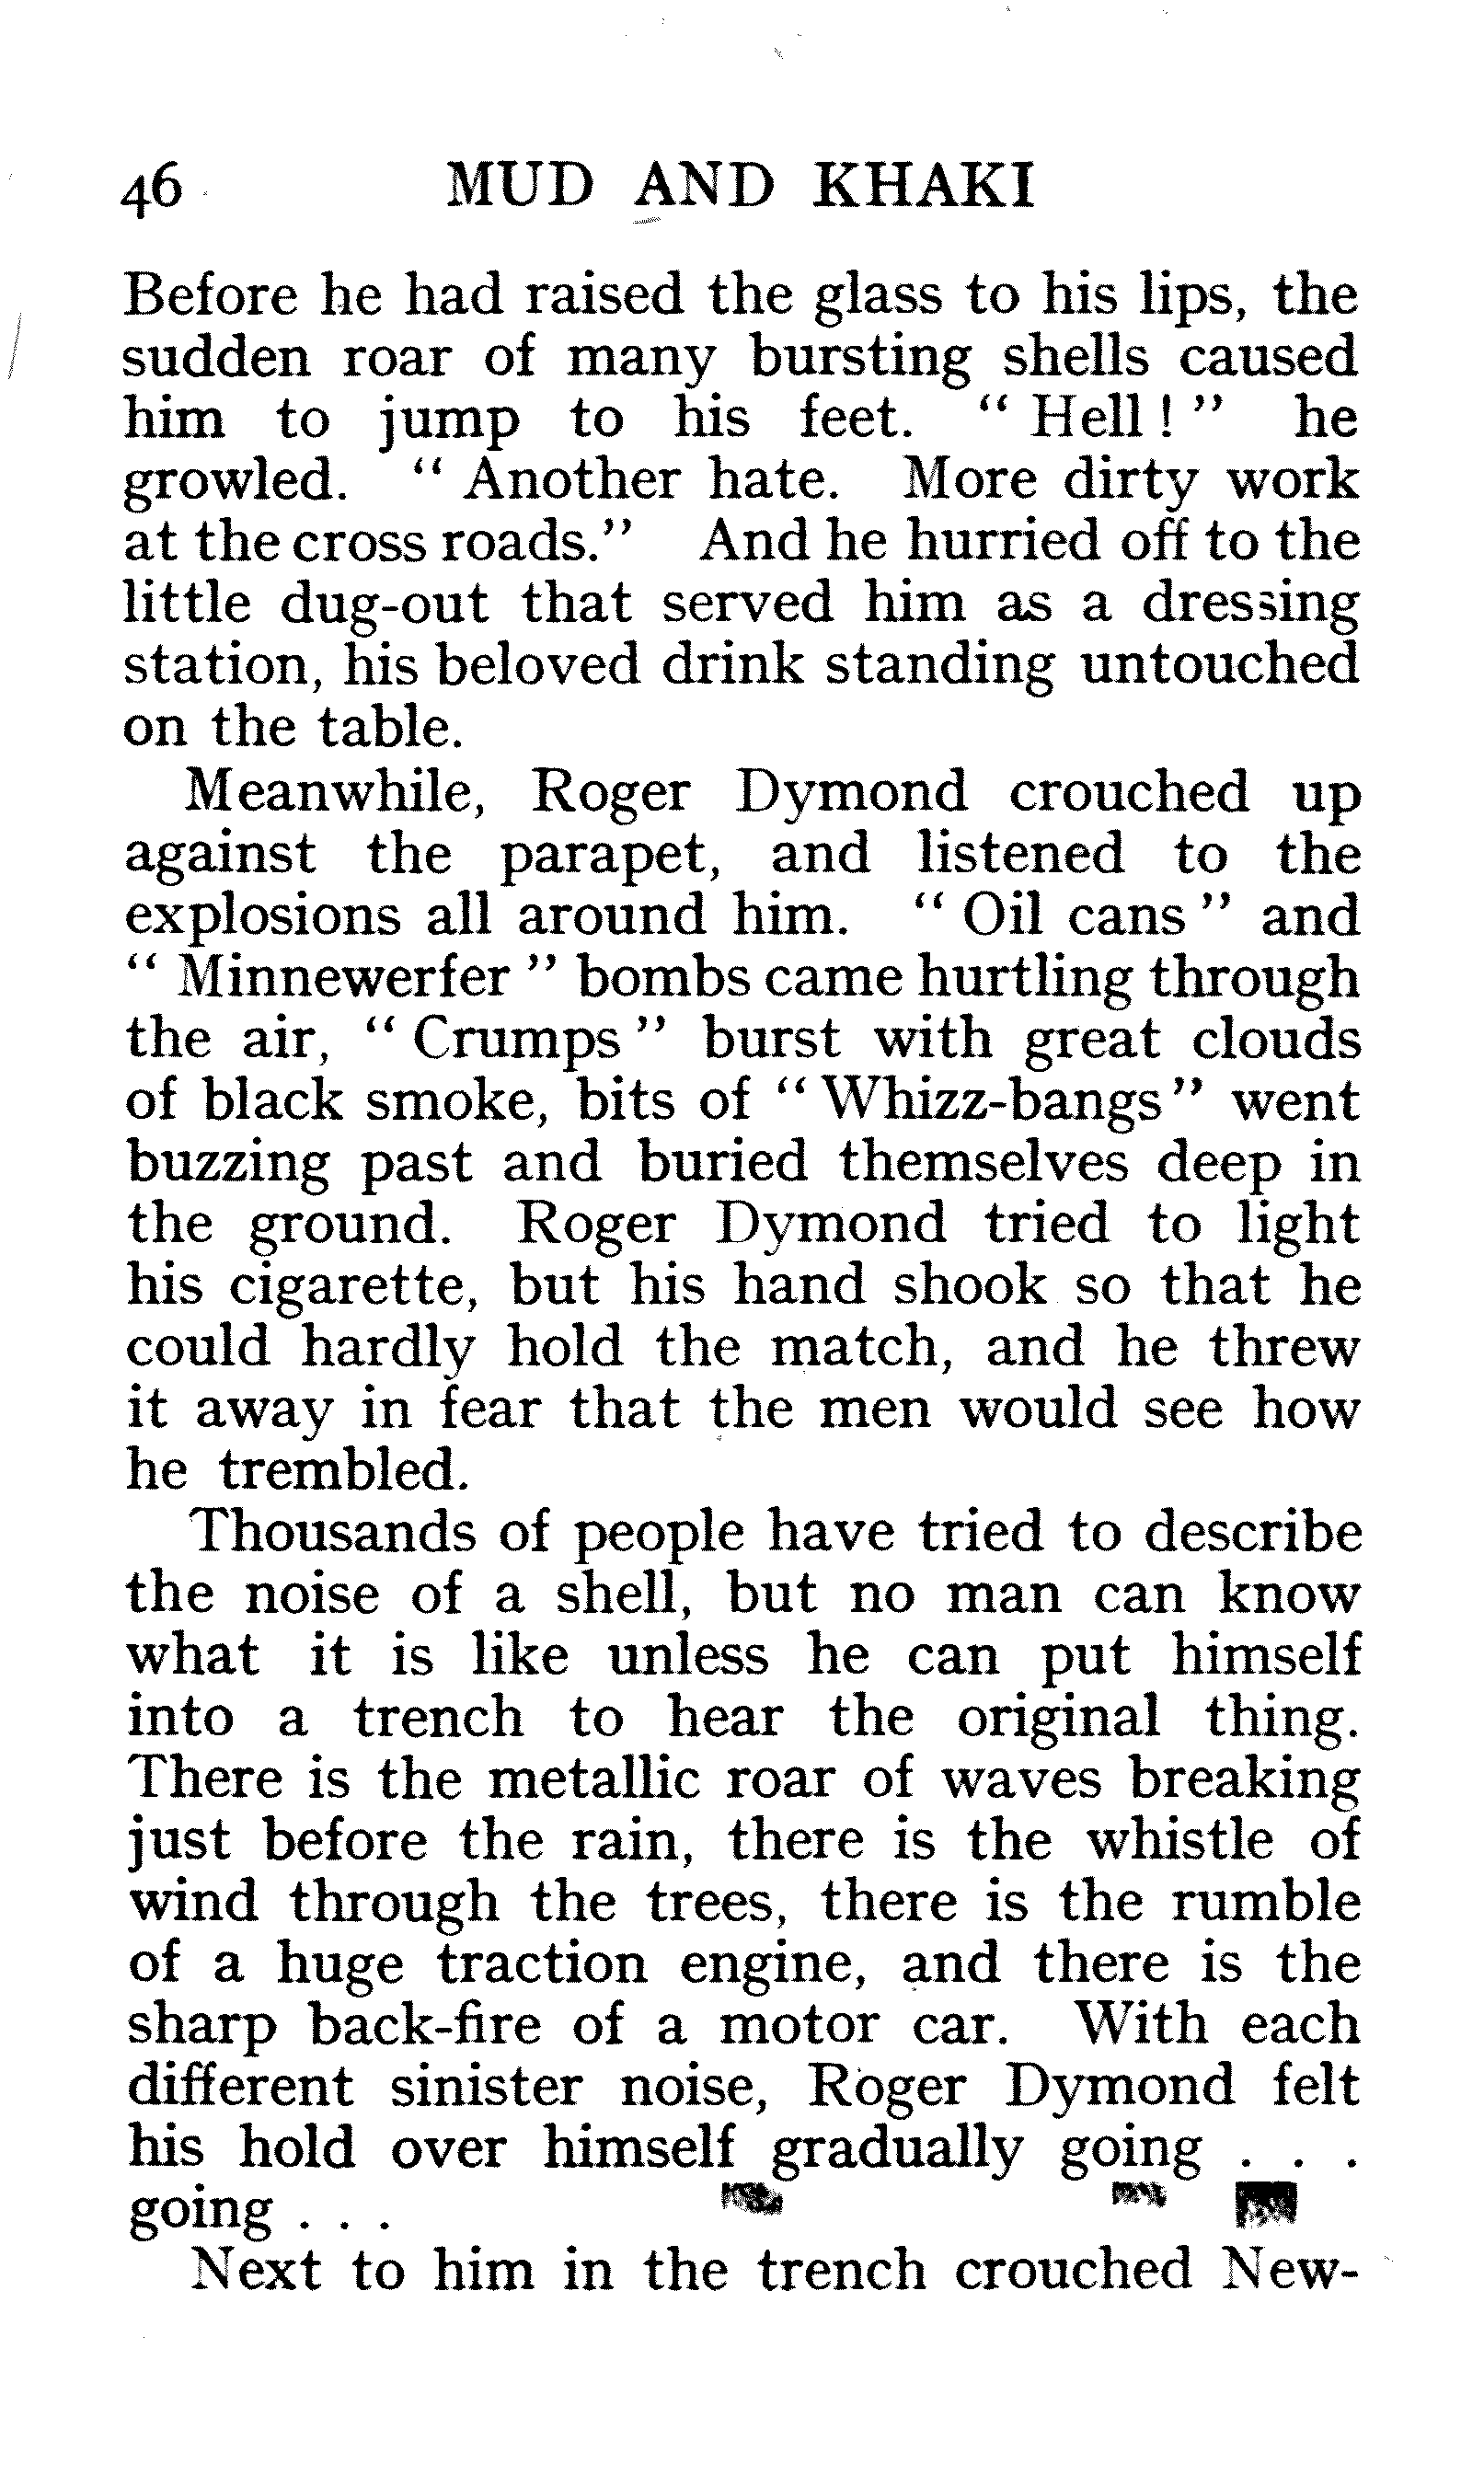 46 MUD AND KHAKI
Before he had raised the glass to his lips, the
sudden roar of many bursting shells caused
him to jump to his feet. “ Hell ! ” he
growled. “ Another hate. More dirty work
at the cross roads.” And he hurried off to the
little dug-out that served him as a dressing
station, his beloved drink standing untouched
on the table.
Meanwhile, Roger Dymond crouched up
against the parapet, and listened to the
explosions all around him. “ Oil cans ” and
“ Minnewerfer ” bombs came hurtling through
the air, “ Crumps ” burst with great clouds
of black smoke, bits of “ Whizz-bangs ” went
buzzing past and buried themselves deep in
the ground. Roger Dymond tried to light
his cigarette, but his hand shook so that he
could hardly hold the match, and he threw
it away in fear that the men would see how
he trembled.
Thousands of people have tried to describe
the noise of a shell, but no man can know
what it is like unless he can put himself
into a trench to hear the original thing.
There is the metallic roar of waves breaking
just before the rain, there is the whistle of
wind through the trees, there is the rumble
of a huge traction engine, and there is the
sharp back-fire of a motor car. With each
different sinister noise, Roger Dymond felt
his hold over himself gradually going . . .
going . . .
Next to him in the trench crouched New-